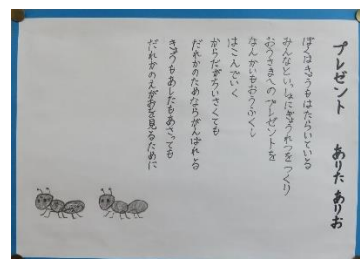 プレゼント　ありた ありお
ぼくはきょうもはたらいている
みんなといっしょにぎょうれつをつくり
おうさまへのプレゼントを
なんかいもおうふくし
はこんでいく
からだがちいさくても
だれかのためならがんばれる
きょうもあしたもあさっても
だれかのえがおを見るために